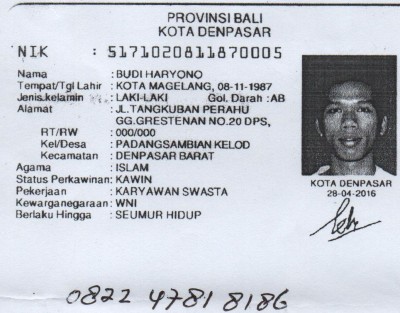 PROVINSI BALI
KOTA DENPASAR
NIK : 5171020811870005
Nama : BUDI HARYONO
Tempat/Tgl Lahir : KOTA MAGELANG, 08-11-1987
Jenis kelamin : LAKI-LAKI Gol. Darah :AB
Alamat : JL.TANGKUBAN PERAHU
GG.GRESTENAN NO.20 DPS,
RT/RW : 000/000
Kel/Desa : PADANGSAMBIAN KELOD
Kecamatan : DENPASAR BARAT
Agama : ISLAM
Status Perkawinan: KAWIN
Pekerjaan : KARYAWAN SWASTA
Kewarganegaraan: WNI
Berlaku Hingga : SEUMUR HIDUP
KOTA DENPASAR
28-04-2016
0822 4781 8186